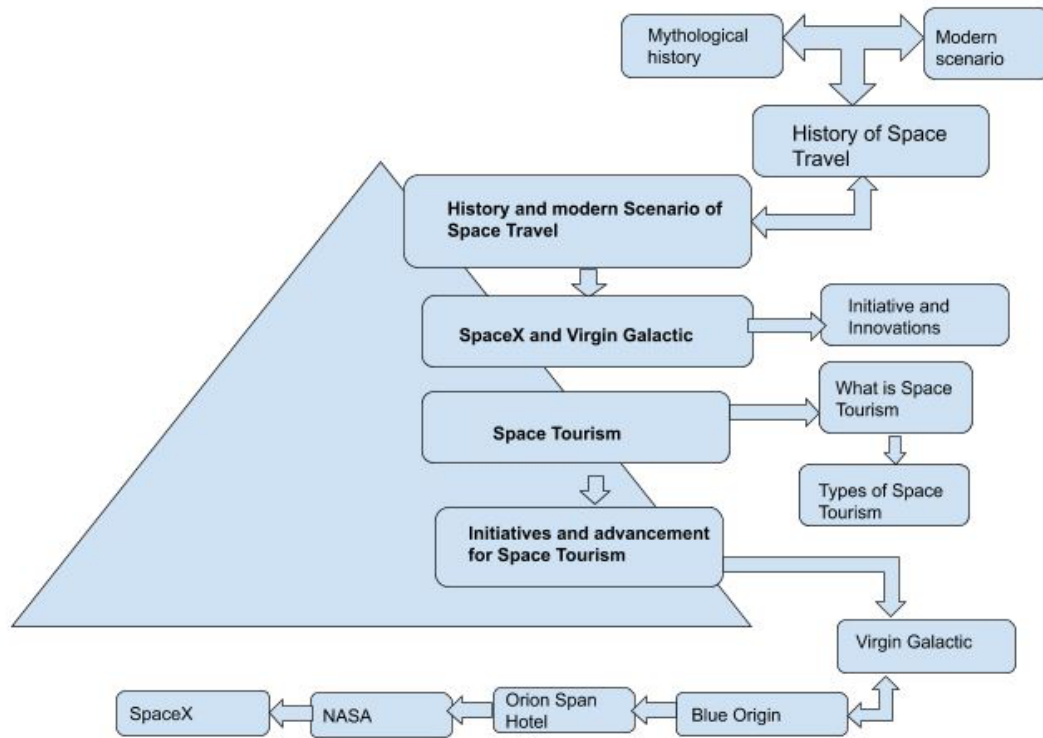 Mythological
history
Modern
scenario
History of Space
Travel
History and modern Scenario of
Space Travel
SpaceX and Virgin Galactic
Initiative and
Innovations
What is Space
Tourism
Space Tourism
Types of Space
Tourism
Initiatives and advancement
for Space Tourism
Virgin Galactic
SpaceX
NASA
Orion Span
Hotel
Blue Origin